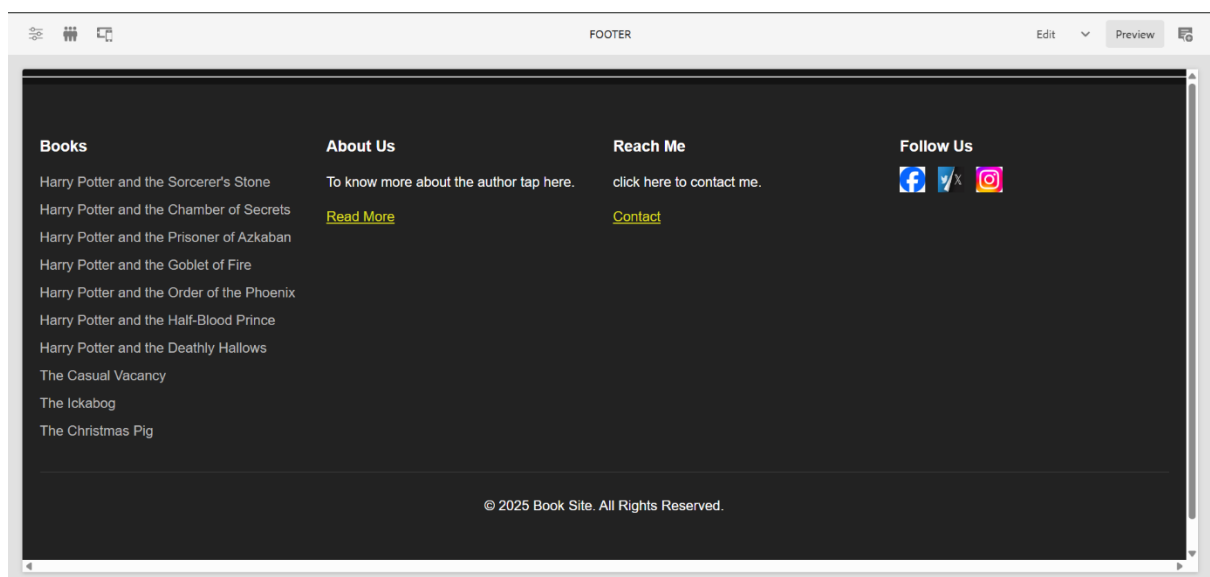 FOOTER
Edit
Preview
Books
Harry Potter and the Sorcerer's Stone
Harry Potter and the Chamber of Secrets
Harry Potter and the Prisoner of Azkaban
Harry Potter and the Goblet of Fire
Harry Potter and the Order of the Phoenix
Harry Potter and the Half-Blood Prince
Harry Potter and the Deathly Hallows
The Casual Vacancy
The Ickabog
The Christmas Pig
About Us
To know more about the author tap here.
Read More
Reach Me
click here to contact me.
Contact
Follow Us
X
© 2025 Book Site. All Rights Reserved.